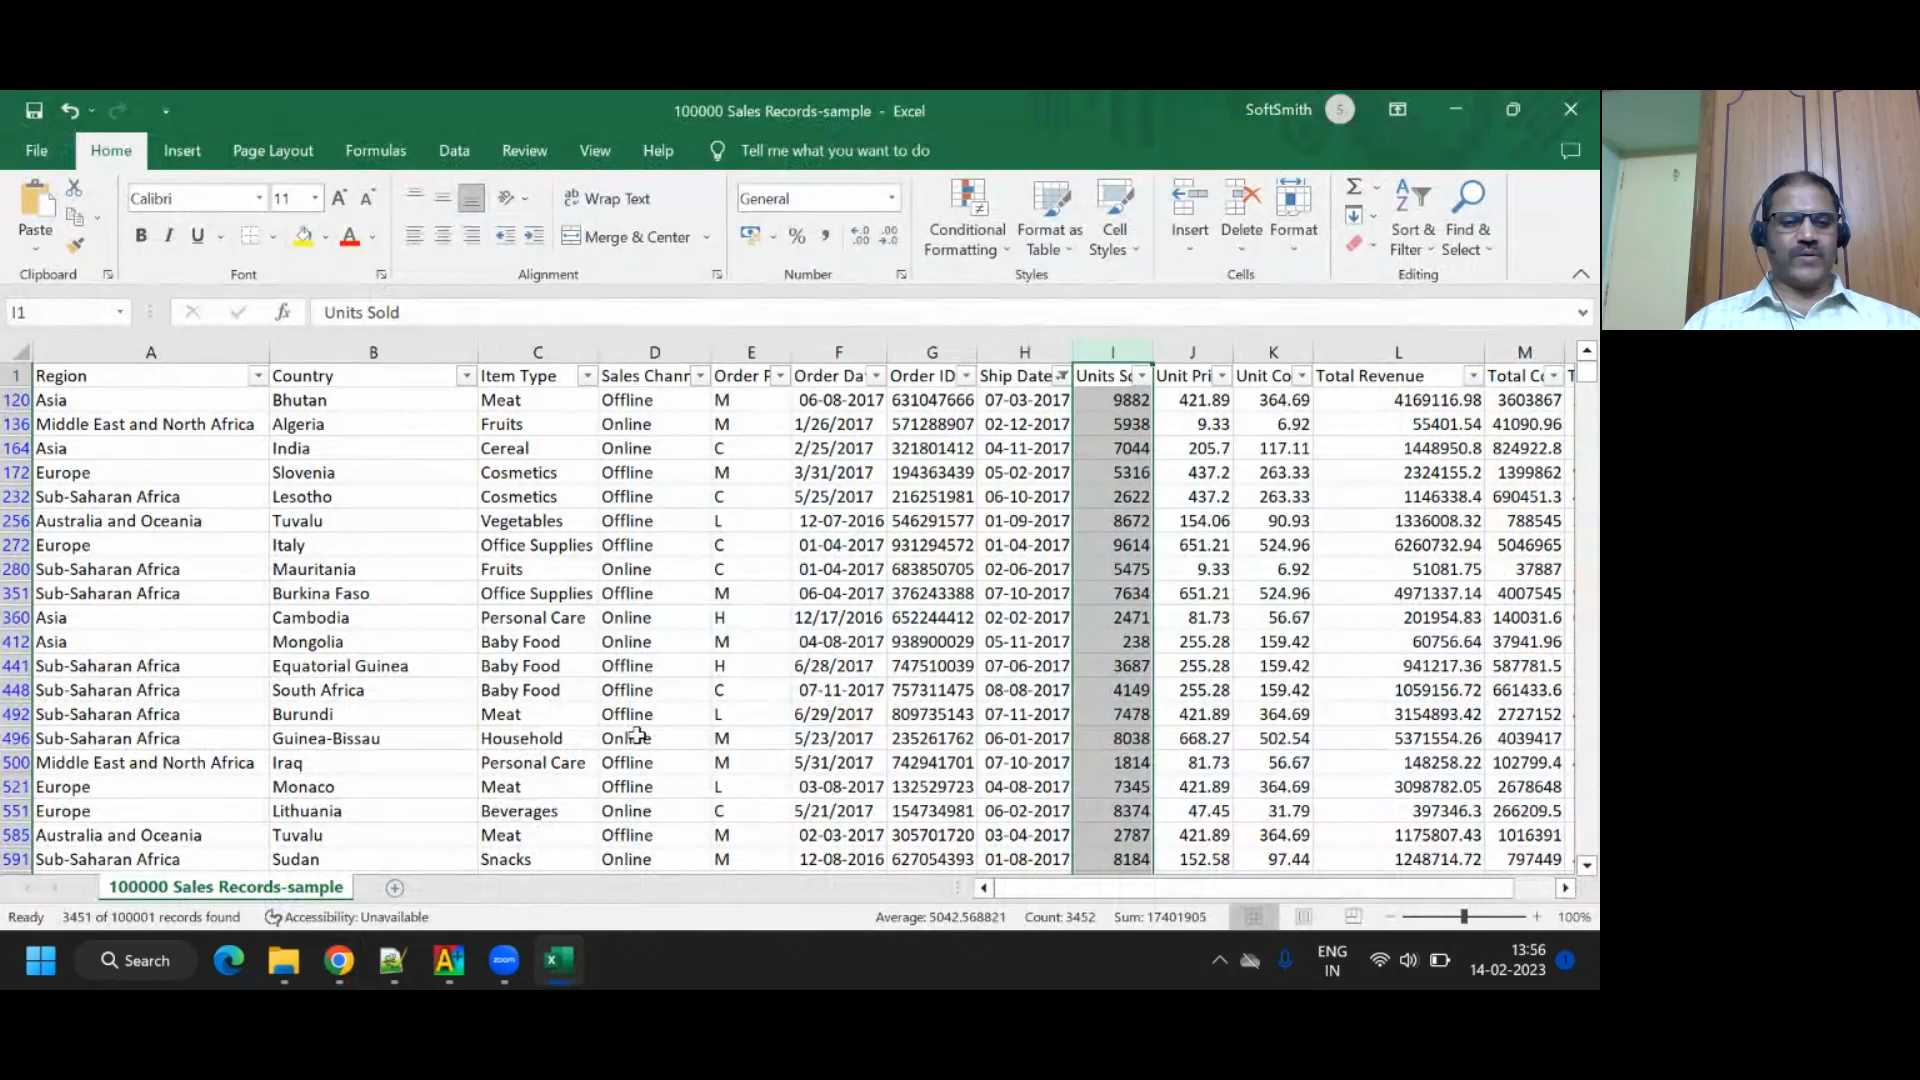 100000 Sales Records-sample - Excel
SoftSmith S
File Home Insert Page Layout Formulas Data Review View Help Tell me what you want to do
Calibri 11 A A ab Wrap Text General
Paste B I U A Merge & Center % , Conditional Formatting Format as Table Cell Styles Insert Delete Format Sort & Filter Find & Select
Clipboard Font Alignment Number Styles Cells Editing
I1 fx Units Sold
A B C D E F G H I J K L M
1 Region Country Item Type Sales Chanr Order P Order Da Order ID Ship Date Units So Unit Pri Unit Co Total Revenue Total Co T
120 Asia Bhutan Meat Offline M 06-08-2017 631047666 07-03-2017 9882 421.89 364.69 4169116.98 3603867
136 Middle East and North Africa Algeria Fruits Online M 1/26/2017 571288907 02-12-2017 5938 9.33 6.92 55401.54 41090.96
164 Asia India Cereal Online C 2/25/2017 321801412 04-11-2017 7044 205.7 117.11 1448950.8 824922.8
172 Europe Slovenia Cosmetics Offline M 3/31/2017 194363439 05-02-2017 5316 437.2 263.33 2324155.2 1399862
232 Sub-Saharan Africa Lesotho Cosmetics Offline C 5/25/2017 216251981 06-10-2017 2622 437.2 263.33 1146338.4 690451.3
256 Australia and Oceania Tuvalu Vegetables Offline L 12-07-2016 546291577 01-09-2017 8672 154.06 90.93 1336008.32 788545
272 Europe Italy Office Supplies Offline C 01-04-2017 931294572 01-04-2017 9614 651.21 524.96 6260732.94 5046965
280 Sub-Saharan Africa Mauritania Fruits Online C 01-04-2017 683850705 02-06-2017 5475 9.33 6.92 51081.75 37887
351 Sub-Saharan Africa Burkina Faso Office Supplies Offline M 06-04-2017 376243388 07-10-2017 7634 651.21 524.96 4971337.14 4007545
360 Asia Cambodia Personal Care Online H 12/17/2016 652244412 02-02-2017 2471 81.73 56.67 201954.83 140031.6
412 Asia Mongolia Baby Food Online M 04-08-2017 938900029 05-11-2017 238 255.28 159.42 60756.64 37941.96
441 Sub-Saharan Africa Equatorial Guinea Baby Food Offline H 6/28/2017 747510039 07-06-2017 3687 255.28 159.42 941217.36 587781.5
448 Sub-Saharan Africa South Africa Baby Food Offline C 07-11-2017 757311475 08-08-2017 4149 255.28 159.42 1059156.72 661433.6
492 Sub-Saharan Africa Burundi Meat Offline L 6/29/2017 809735143 07-11-2017 7478 421.89 364.69 3154893.42 2727152
496 Sub-Saharan Africa Guinea-Bissau Household Online M 5/23/2017 235261762 06-01-2017 8038 668.27 502.54 5371554.26 4039417
500 Middle East and North Africa Iraq Personal Care Offline M 5/31/2017 742941701 07-10-2017 1814 81.73 56.67 148258.22 102799.4
521 Europe Monaco Meat Offline L 03-08-2017 132529723 04-08-2017 7345 421.89 364.69 3098782.05 2678648
551 Europe Lithuania Beverages Online C 5/21/2017 154734981 06-02-2017 8374 47.45 31.79 397346.3 266209.5
585 Australia and Oceania Tuvalu Meat Offline M 02-03-2017 305701720 03-04-2017 2787 421.89 364.69 1175807.43 1016391
591 Sub-Saharan Africa Sudan Snacks Online M 12-08-2016 627054393 01-08-2017 8184 152.58 97.44 1248714.72 797449
100000 Sales Records-sample
Ready 3451 of 100001 records found Accessibility: Unavailable Average: 5042.568821 Count: 3452 Sum: 17401905 100%
Search zoom ENG IN 13:56 14-02-2023 1